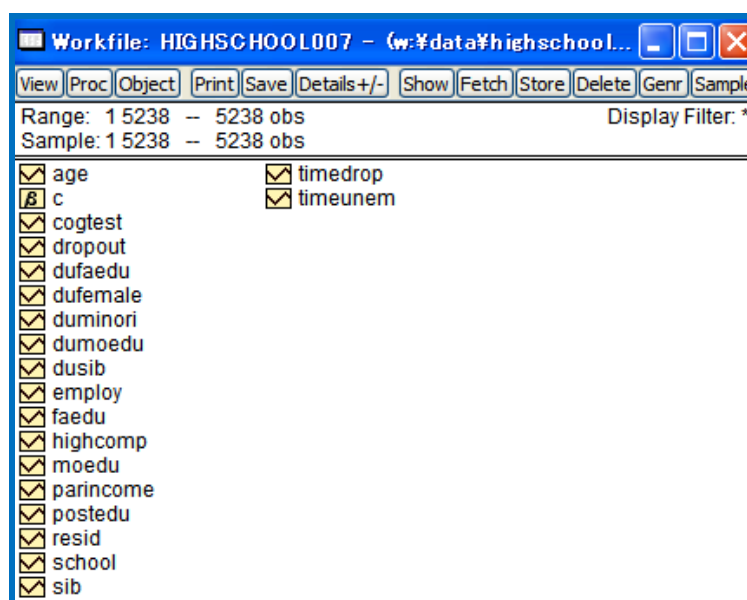 Workfile: HIGHSCHOOL007 - (w:¥data¥highschool...
View Proc Object Print Save Details+/- Show Fetch Store Delete Genr Sample
Range: 1 5238 -- 5238 obs Display Filter: *
Sample: 1 5238 -- 5238 obs
age
β c
cogtest
dropout
dufaedu
dufemale
duminori
dumoedu
dusib
employ
faedu
highcomp
moedu
parincome
postedu
resid
school
sib
timedrop
timeunem